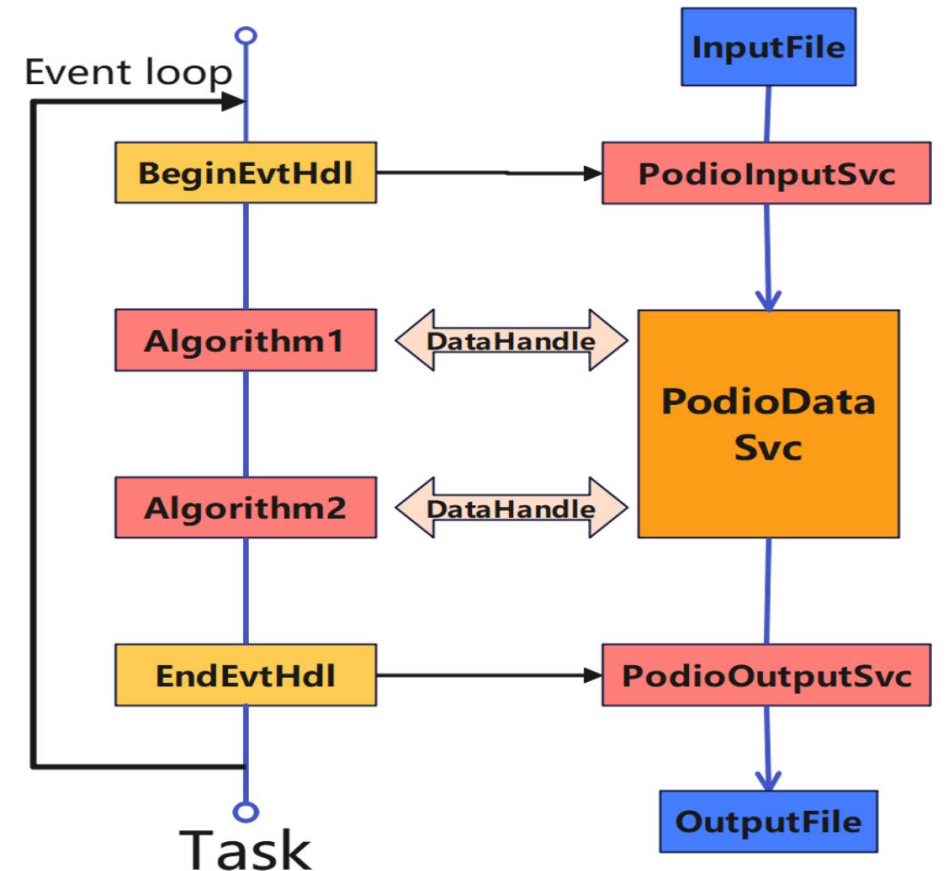 InputFile
Event loop
BeginEvtHdl
PodioInputSvc
Algorithm1
DataHandle
PodioData
Svc
Algorithm2
DataHandle
EndEvtHdl
PodioOutputSvc
OutputFile
Task